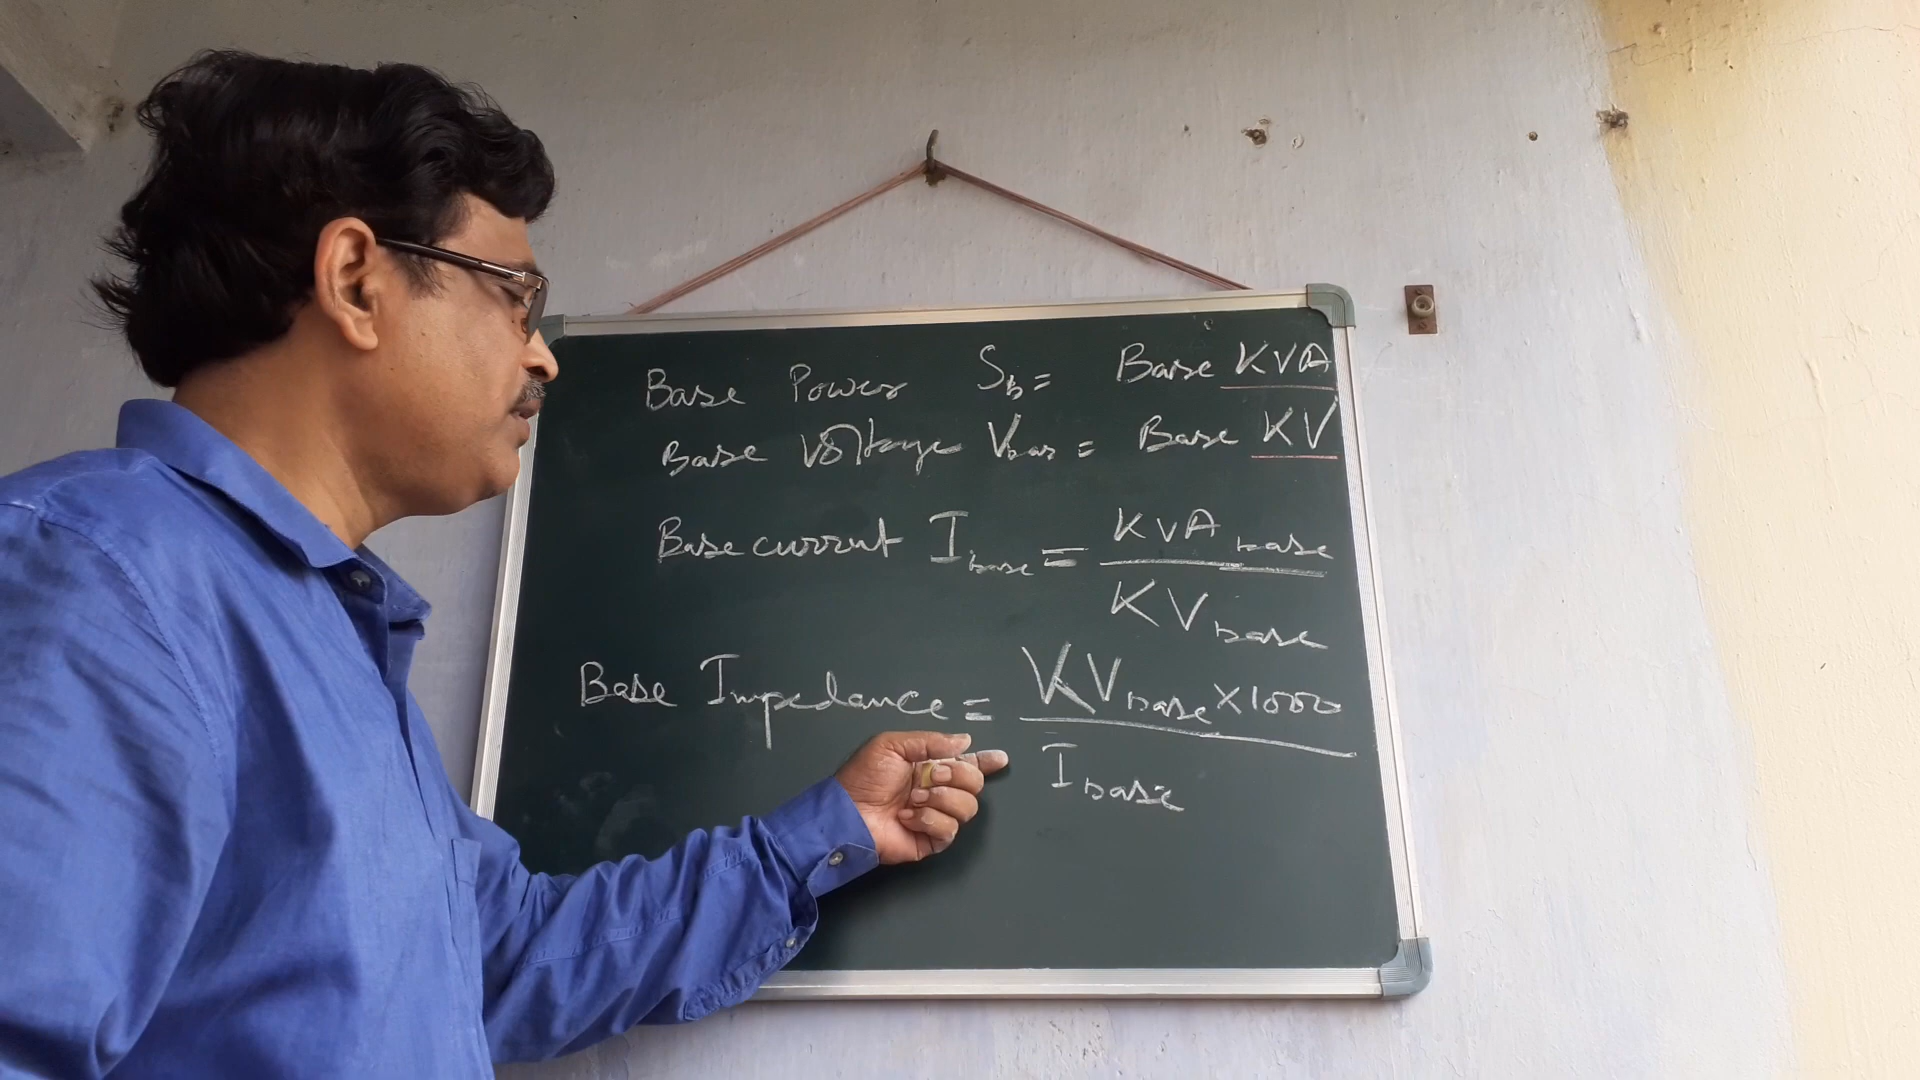 Base Power S_b = Base KVA
Base Voltage V_bas = Base KV
Base current I_base = KVA_base / KV_base
Base Impedance = KV_base X 1000 / I_base